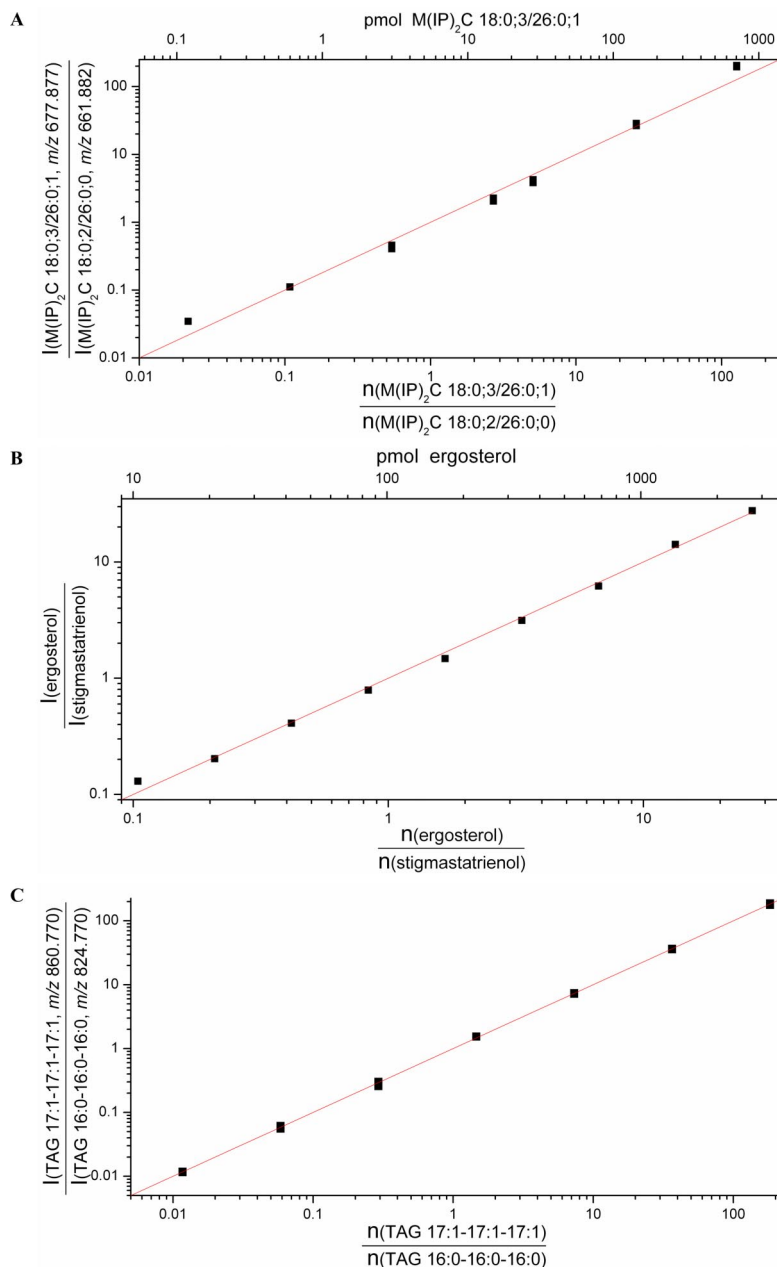 A
pmol M(IP)₂C 18:0;3/26:0;1
0.1 1 10 100 1000
I(M(IP)₂C 18:0;3/26:0;1, m/z 677.877)
I(M(IP)₂C 18:0;2/26:0;0, m/z 661.882)
100
10
1
0.1
0.01
0.01 0.1 1 10 100
n(M(IP)₂C 18:0;3/26:0;1)
n(M(IP)₂C 18:0;2/26:0;0)
B
pmol ergosterol
10 100 1000
I(ergosterol)
I(stigmastatrienol)
10
1
0.1
0.1 1 10
n(ergosterol)
n(stigmastatrienol)
C
I(TAG 17:1-17:1-17:1, m/z 860.770)
I(TAG 16:0-16:0-16:0, m/z 824.770)
100
10
1
0.1
0.01
0.01 0.1 1 10 100
n(TAG 17:1-17:1-17:1)
n(TAG 16:0-16:0-16:0)